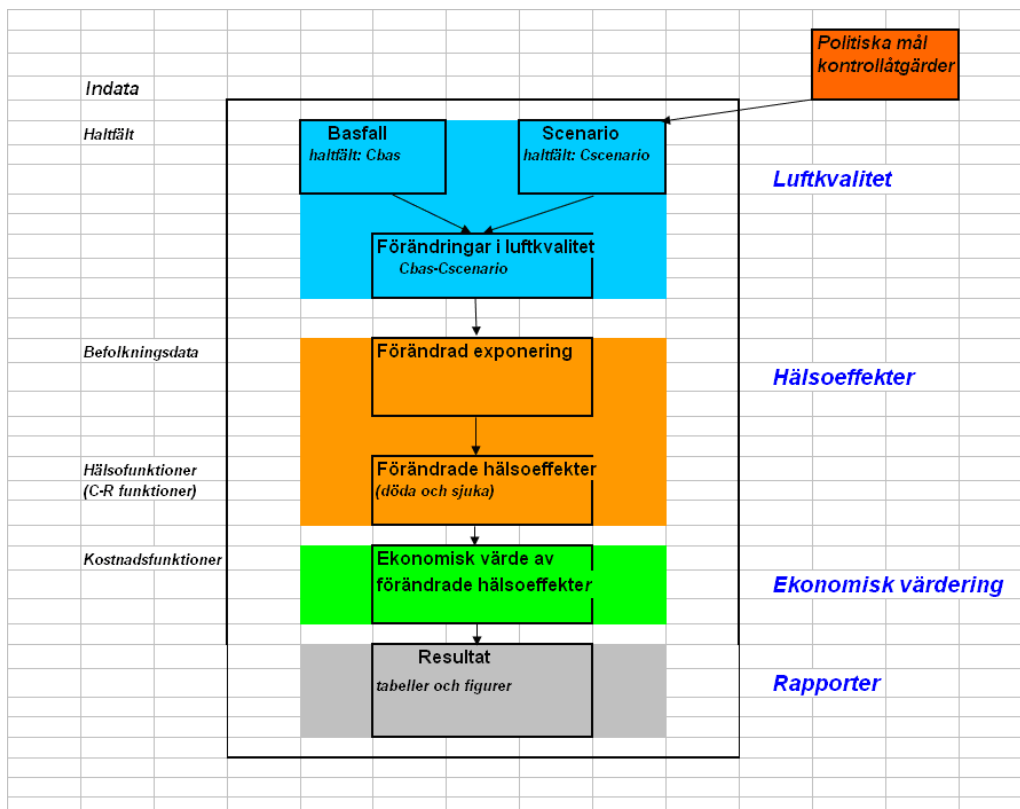 Politiska mål
kontrollåtgärder
Indata
Haltfält
Basfall
haltfält: Cbas
Scenario
haltfält: Cscenario
Luftkvalitet
Förändringar i luftkvalitet
Cbas-Cscenario
Befolkningsdata
Förändrad exponering
Hälsoeffekter
Hälsofunktioner
(C-R funktioner)
Förändrade hälsoeffekter
(döda och sjuka)
Kostnadsfunktioner
Ekonomisk värde av
förändrade hälsoeffekter
Ekonomisk värdering
Resultat
tabeller och figurer
Rapporter